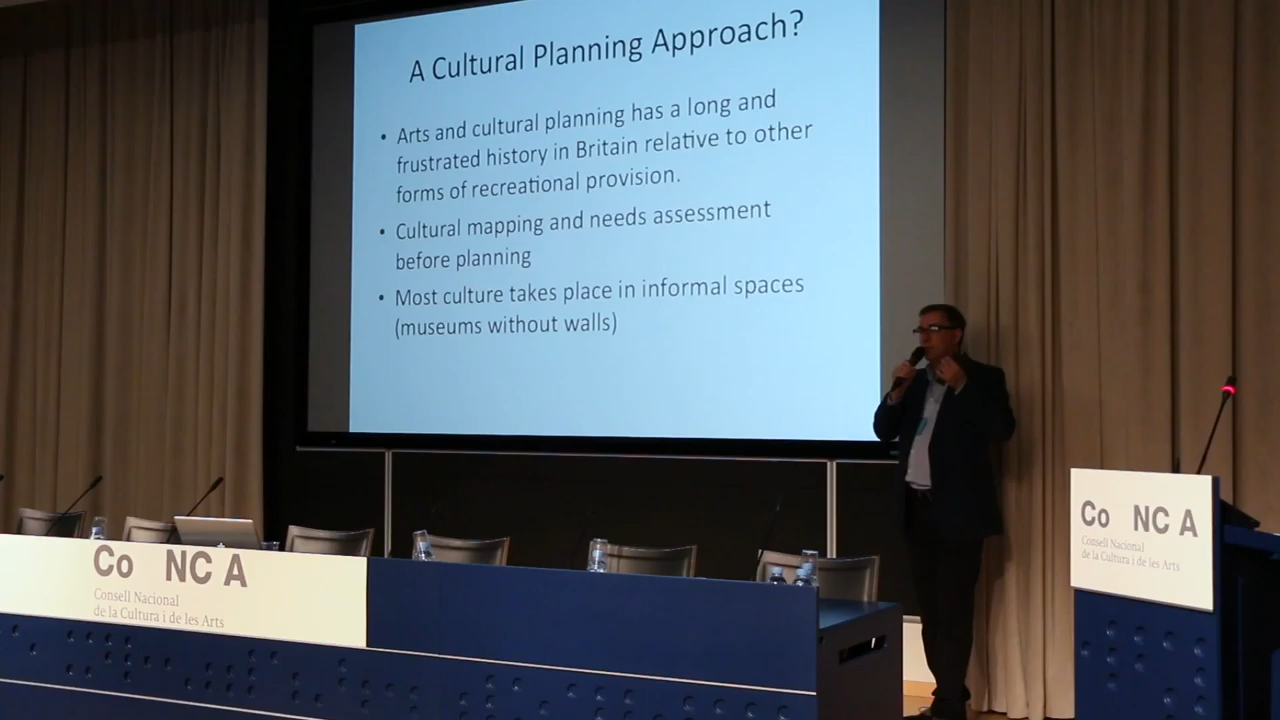 A Cultural Planning Approach?
• Arts and cultural planning has a long and
frustrated history in Britain relative to other
forms of recreational provision.
• Cultural mapping and needs assessment
before planning
• Most culture takes place in informal spaces
(museums without walls)
Co NC A
Consell Nacional
de la Cultura i de les Arts
Co NC A
Consell Nacional
de la Cultura i de les Arts